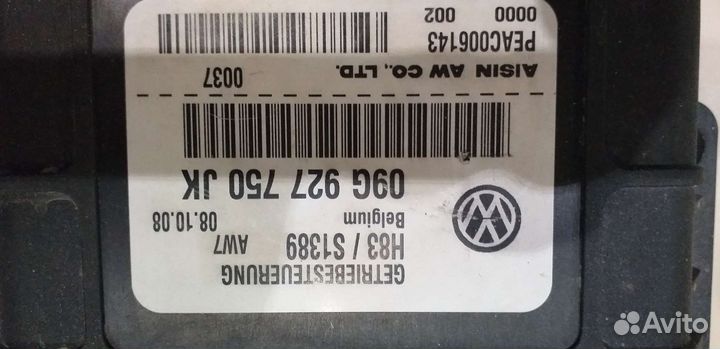 GETRIEBESTEUERUNG
H83 / S1389 AW7
Belgium 08.10.08
09G 927 750 JK
0037
AISIN AW CO., LTD.
PEAC006143
0000 002
Avito